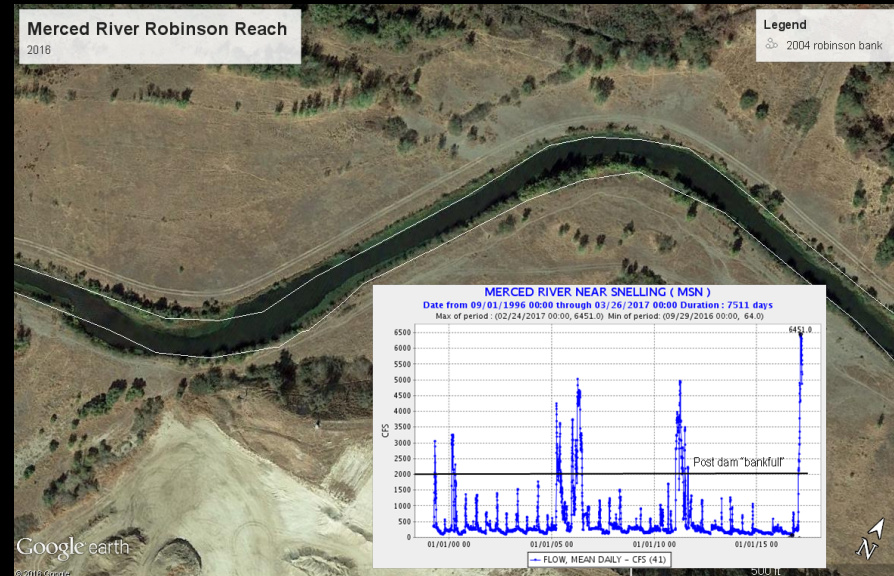 Merced River Robinson Reach
2016
Legend
2004 robinson bank
MERCED RIVER NEAR SNELLING ( MSN )
Date from 09/01/1996 00:00 through 03/26/2017 00:00 Duration : 7511 days
Max of period : (02/24/2017 00:00, 6451.0) Min of period: (09/29/2016 00:00, 64.0)
6451.0
6500
6000
5500
5000
4500
4000
3500
3000
2500
2000
1500
1000
500
0
CFS
Post dam "bankfull"
01/01/00 00
01/01/05 00
01/01/10 00
01/01/15 00
FLOW, MEAN DAILY - CFS (41)
Google earth
© 2016 Google
500 ft
N